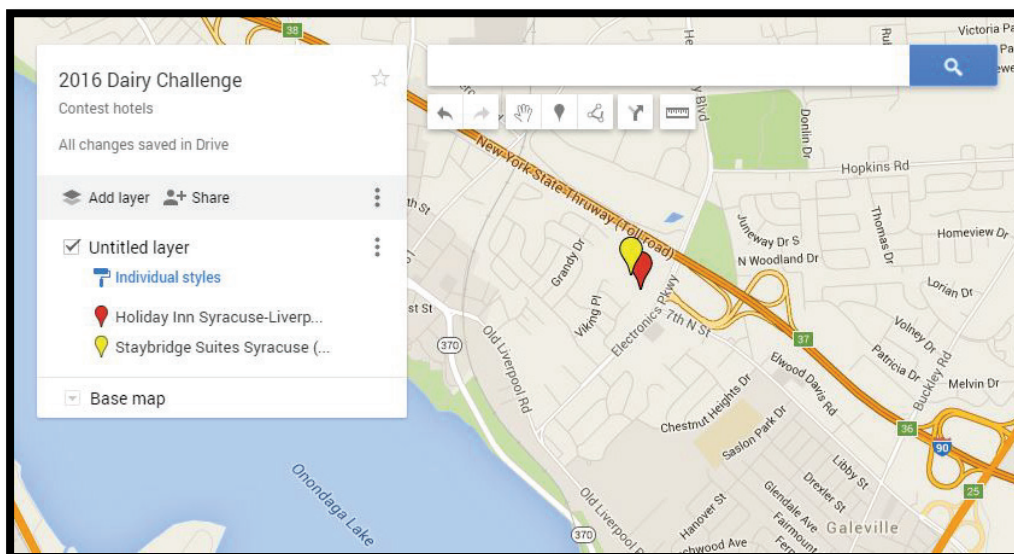 2016 Dairy Challenge
Contest hotels
All changes saved in Drive
Add layer
Share
Untitled layer
Individual styles
Holiday Inn Syracuse-Liverp...
Staybridge Suites Syracuse (...
Base map
38
Victoria Pa
Blvd
Donlin Dr
Hopkins Rd
New York State Thruway (Toll road)
Juneway Dr S
N Woodland Dr
Thomas Dr
Homeview Dr
Lorian Dr
Grandy Dr
Viking Pl
Electronics Pkwy
7th N St
37
Volney Dr
Patricia Dr
Buckley Rd
Melvin Dr
Elwood Davis Rd
370
Old Liverpool Rd
Chestnut Heights Dr
Saslon Park Dr
36
90
25
Libby St
Drexler St
Glendale Ave
Fairmount
Galeville
Hanover St
Old Liverpool R
370
chwood Ave
Onondaga Lake